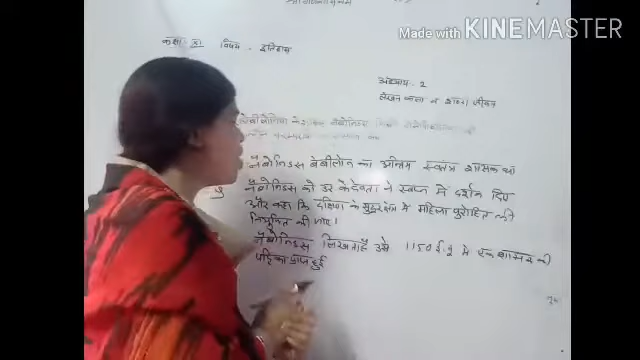 Made with KINEMASTER
कक्षा XI विषय - इतिहास
अध्याय - 2
लेखन कला व शहरी जीवन
नैबोनिडस बेबीलोन का अन्तिम स्वतंत्र शासक था
नैबोनिडस को उर के देवता ने स्वप्न में दर्शन दिए
और कहा कि दक्षिण के सुदूर क्षेत्र में महिला पुरोहित की
नियुक्ति की जाए।
नैबोनिडस लिखता है उसे 1150 ई.पू में एक शासक की
पट्टिका प्राप्त हुई